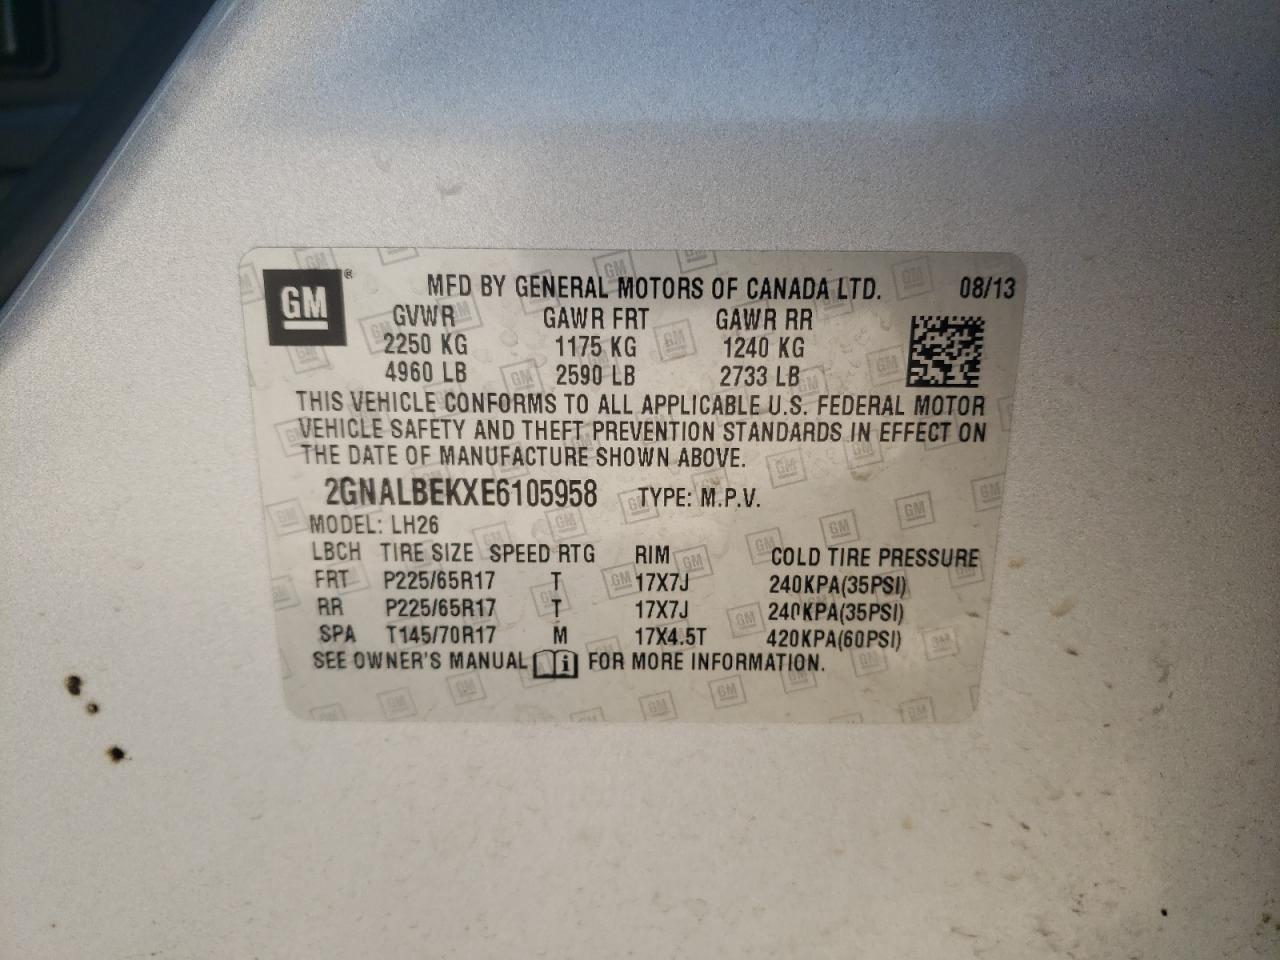 GM ® MFD BY GENERAL MOTORS OF CANADA LTD. 08/13
GVWR GAWR FRT GAWR RR
2250 KG 1175 KG 1240 KG
4960 LB 2590 LB 2733 LB
THIS VEHICLE CONFORMS TO ALL APPLICABLE U.S. FEDERAL MOTOR
VEHICLE SAFETY AND THEFT PREVENTION STANDARDS IN EFFECT ON
THE DATE OF MANUFACTURE SHOWN ABOVE.
2GNALBEKXE6105958 TYPE: M.P.V.
MODEL: LH26
LBCH TIRE SIZE SPEED RTG RIM COLD TIRE PRESSURE
FRT P225/65R17 T 17X7J 240KPA(35PSI)
RR P225/65R17 T 17X7J 240KPA(35PSI)
SPA T145/70R17 M 17X4.5T 420KPA(60PSI)
SEE OWNER'S MANUAL i FOR MORE INFORMATION.